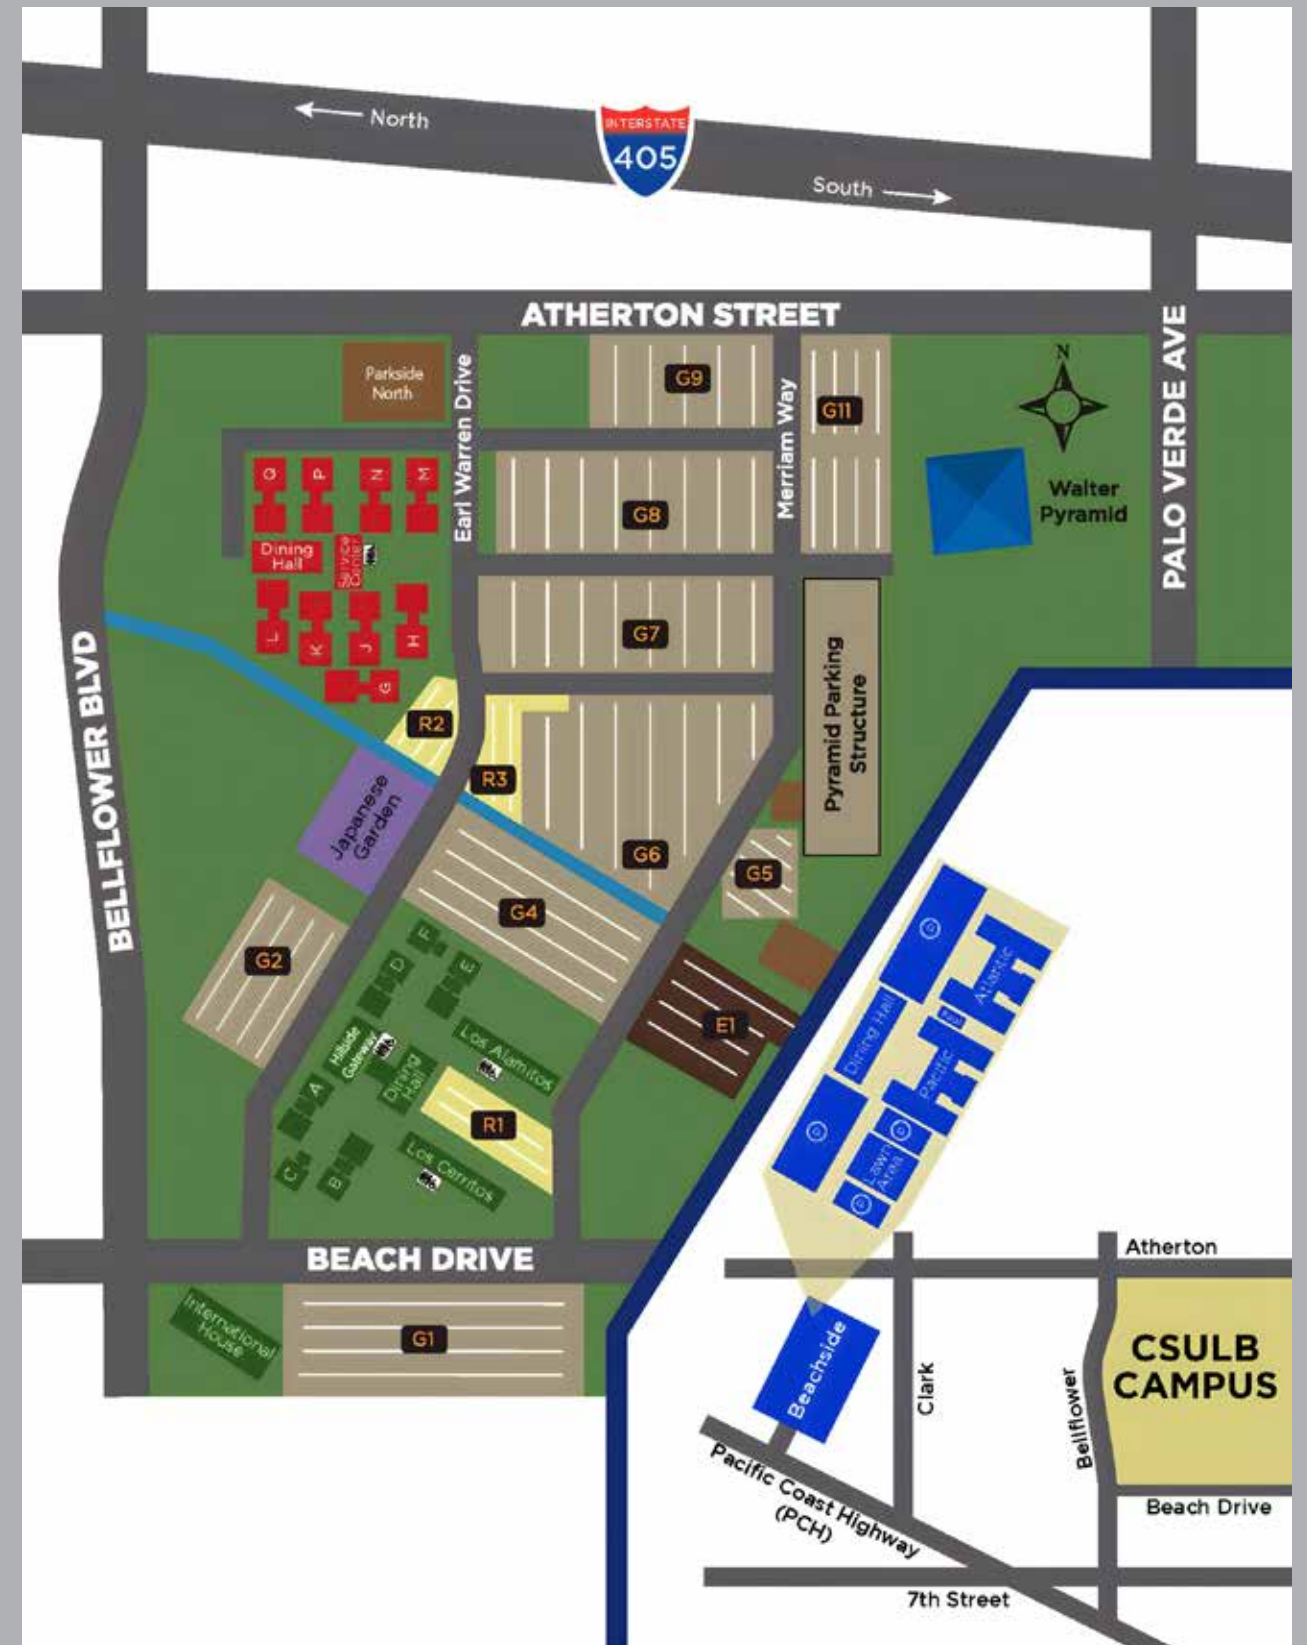 North
INTERSTATE
405
South
ATHERTON STREET
Parkside
North
Earl Warren Drive
G9
Merriam Way
G11
N
PALO VERDE AVE
Walter
Pyramid
Q
P
N
M
G8
Dining
Hall
Service
Center
L
K
J
H
G
G7
Pyramid Parking
Structure
BELLFLOWER BLVD
R2
R3
Japanese
Garden
G6
G5
G4
G2
E1
F
D
E
Hillside
Gateway
Los Alamitos
Dining
Hall
A
R1
Los Cerritos
C
B
BEACH DRIVE
International
House
G1
P
Atlantic
Dining Hall
Pool
Pacific
P
P
Lawn
Area
P
Atherton
Beachside
Clark
Bellflower
CSULB
CAMPUS
Pacific Coast Highway
(PCH)
Beach Drive
7th Street